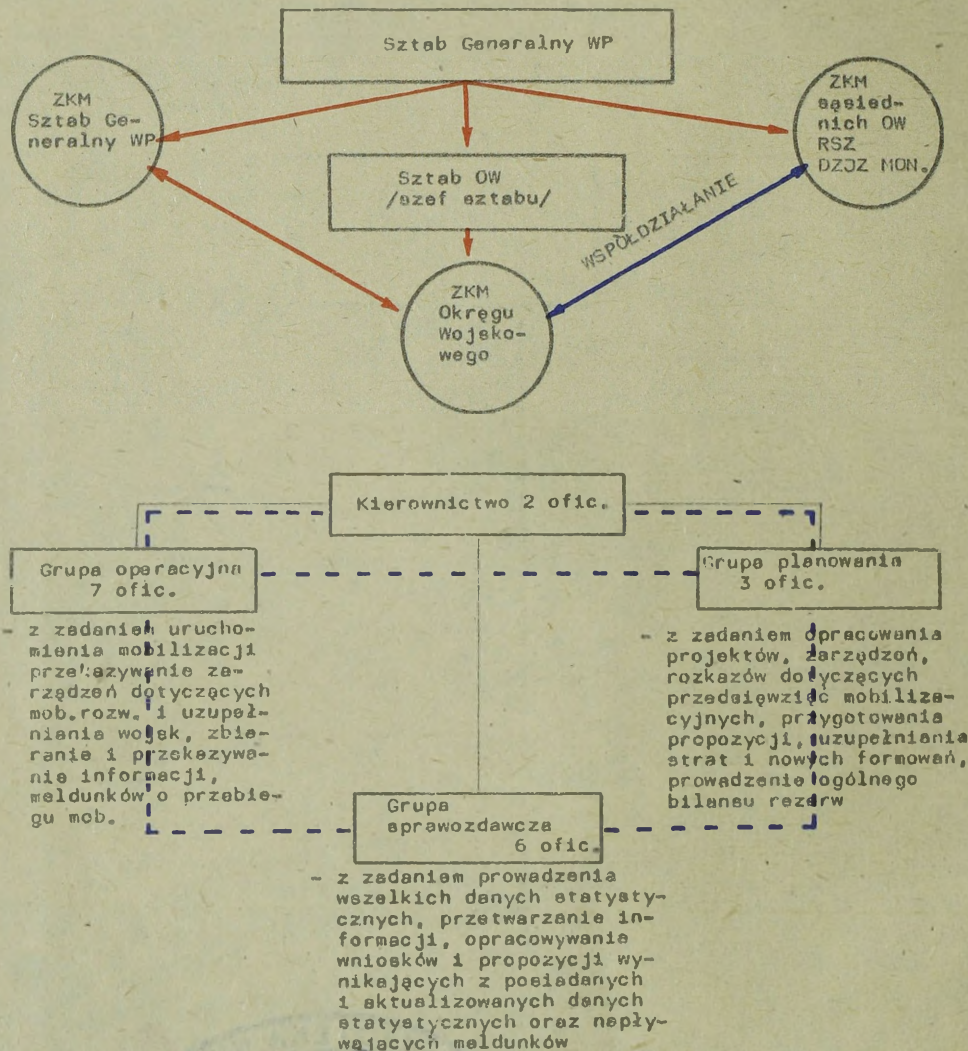 Sztab Generalny WP
ZKM
Sztab Ge-
neralny WP
ZKM
sąsied-
nich OW
RSZ
DZJZ MON.
Sztab OW
/szef sztabu/
WSPÓŁDZIAŁANIE
ZKM
Okręgu
Wojsko-
wego
Kierownictwo 2 ofic.
Grupa operacyjna
7 ofic.
Grupa planowania
3 ofic.
- z zadaniem urucho-
mienia mobilizacji
przekazywanie za-
rządzeń dotyczących
mob.rozw. i uzupeł-
niania wojsk, zbie-
ranie i przekazywa-
nie informacji,
meldunków o przebie-
gu mob.
- z zadaniem opracowania
projektów, zarządzeń,
rozkazów dotyczących
przedsięwzięć mobiliza-
cyjnych, przygotowania
propozycji, uzupełniania
strat i nowych formowań,
prowadzenie ogólnego
bilansu rezerw
Grupa
sprawozdawcza
6 ofic.
- z zadaniem prowadzenia
wszelkich danych statysty-
cznych, przetwarzanie in-
formacji, opracowywania
wniosków i propozycji wy-
nikających z posiadanych
i aktualizowanych danych
statystycznych oraz napły-
wających meldunków